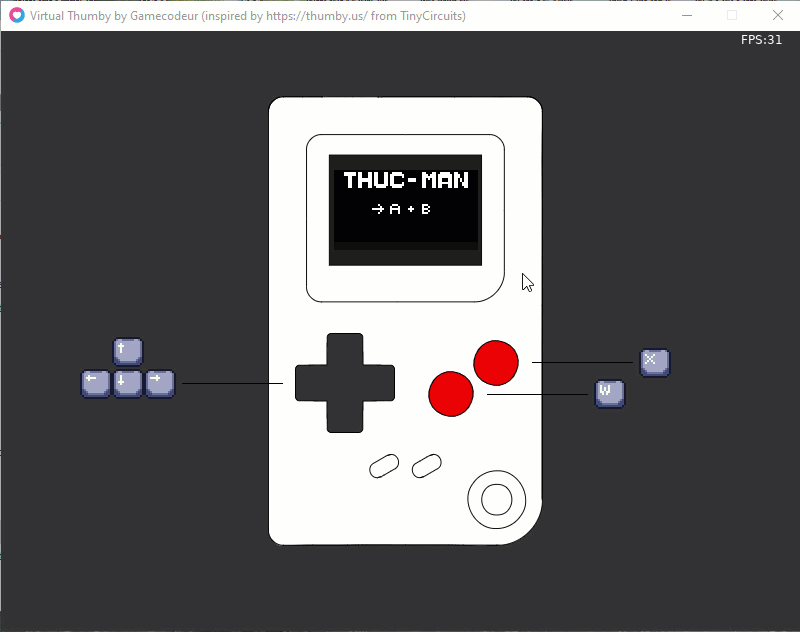 Virtual Thumby by Gamecodeur (inspired by https://thumby.us/ from TinyCircuits)
FPS:31
THUC-MAN
→ A + B
↑
← ↓ →
X
W